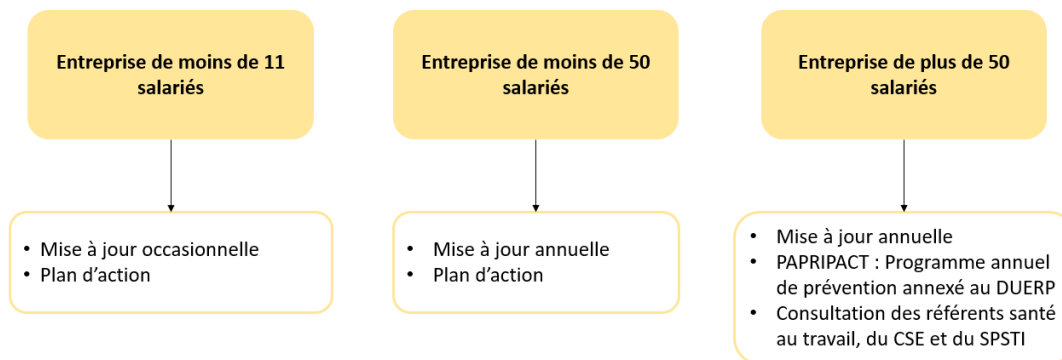 Entreprise de moins de 11
salariés
• Mise à jour occasionnelle
• Plan d'action
Entreprise de moins de 50
salariés
• Mise à jour annuelle
• Plan d'action
Entreprise de plus de 50
salariés
• Mise à jour annuelle
• PAPRIPACT : Programme annuel
de prévention annexé au DUERP
• Consultation des référents santé
au travail, du CSE et du SPSTI